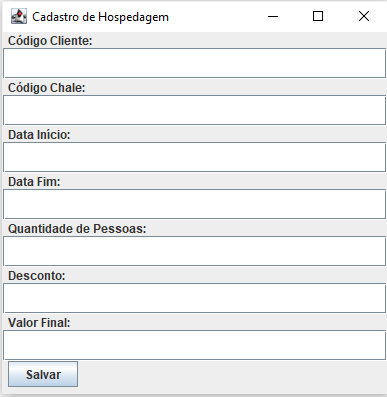 Cadastro de Hospedagem
Código Cliente:
Código Chale:
Data Início:
Data Fim:
Quantidade de Pessoas:
Desconto:
Valor Final:
Salvar